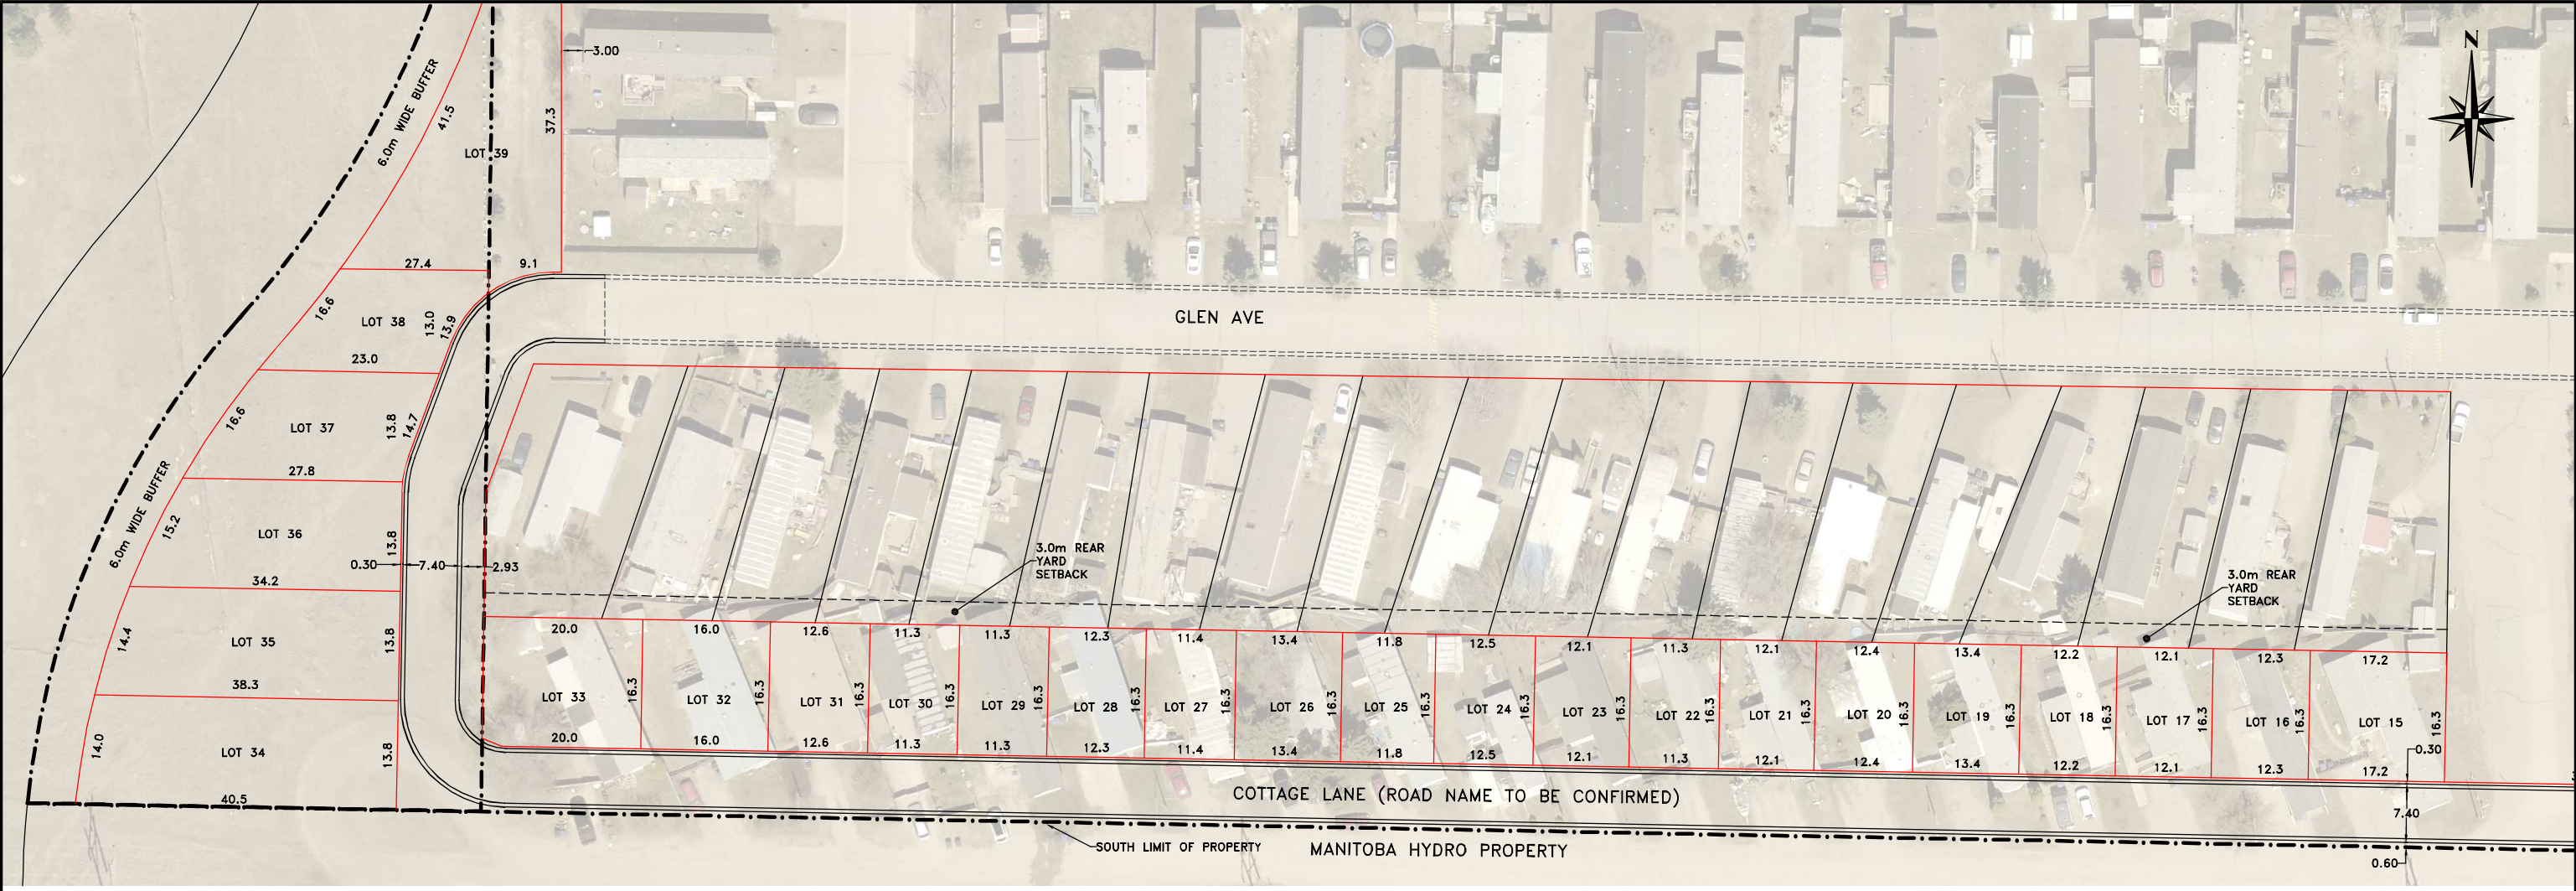 N
3.00
6.0m WIDE BUFFER
41.5
37.3
LOT 39
27.4
9.1
16.6
LOT 38
13.0
13.9
GLEN AVE
23.0
16.6
LOT 37
13.8
14.7
27.8
6.0m WIDE BUFFER
15.2
LOT 36
13.8
0.30
7.40
2.93
3.0m REAR
YARD
SETBACK
3.0m REAR
YARD
SETBACK
34.2
14.4
LOT 35
13.8
38.3
14.0
LOT 34
13.8
40.5
20.0
16.0
12.6
11.3
11.3
12.3
11.4
13.4
11.8
12.5
12.1
11.3
12.1
12.4
13.4
12.2
12.1
12.3
17.2
LOT 33
16.3
LOT 32
16.3
LOT 31
16.3
LOT 30
16.3
LOT 29
16.3
LOT 28
16.3
LOT 27
16.3
LOT 26
16.3
LOT 25
16.3
LOT 24
16.3
LOT 23
16.3
LOT 22
16.3
LOT 21
16.3
LOT 20
16.3
LOT 19
16.3
LOT 18
16.3
LOT 17
16.3
LOT 16
16.3
LOT 15
16.3
20.0
16.0
12.6
11.3
11.3
12.3
11.4
13.4
11.8
12.5
12.1
11.3
12.1
12.4
13.4
12.2
12.1
12.3
17.2
0.30
COTTAGE LANE (ROAD NAME TO BE CONFIRMED)
7.40
SOUTH LIMIT OF PROPERTY
MANITOBA HYDRO PROPERTY
0.60